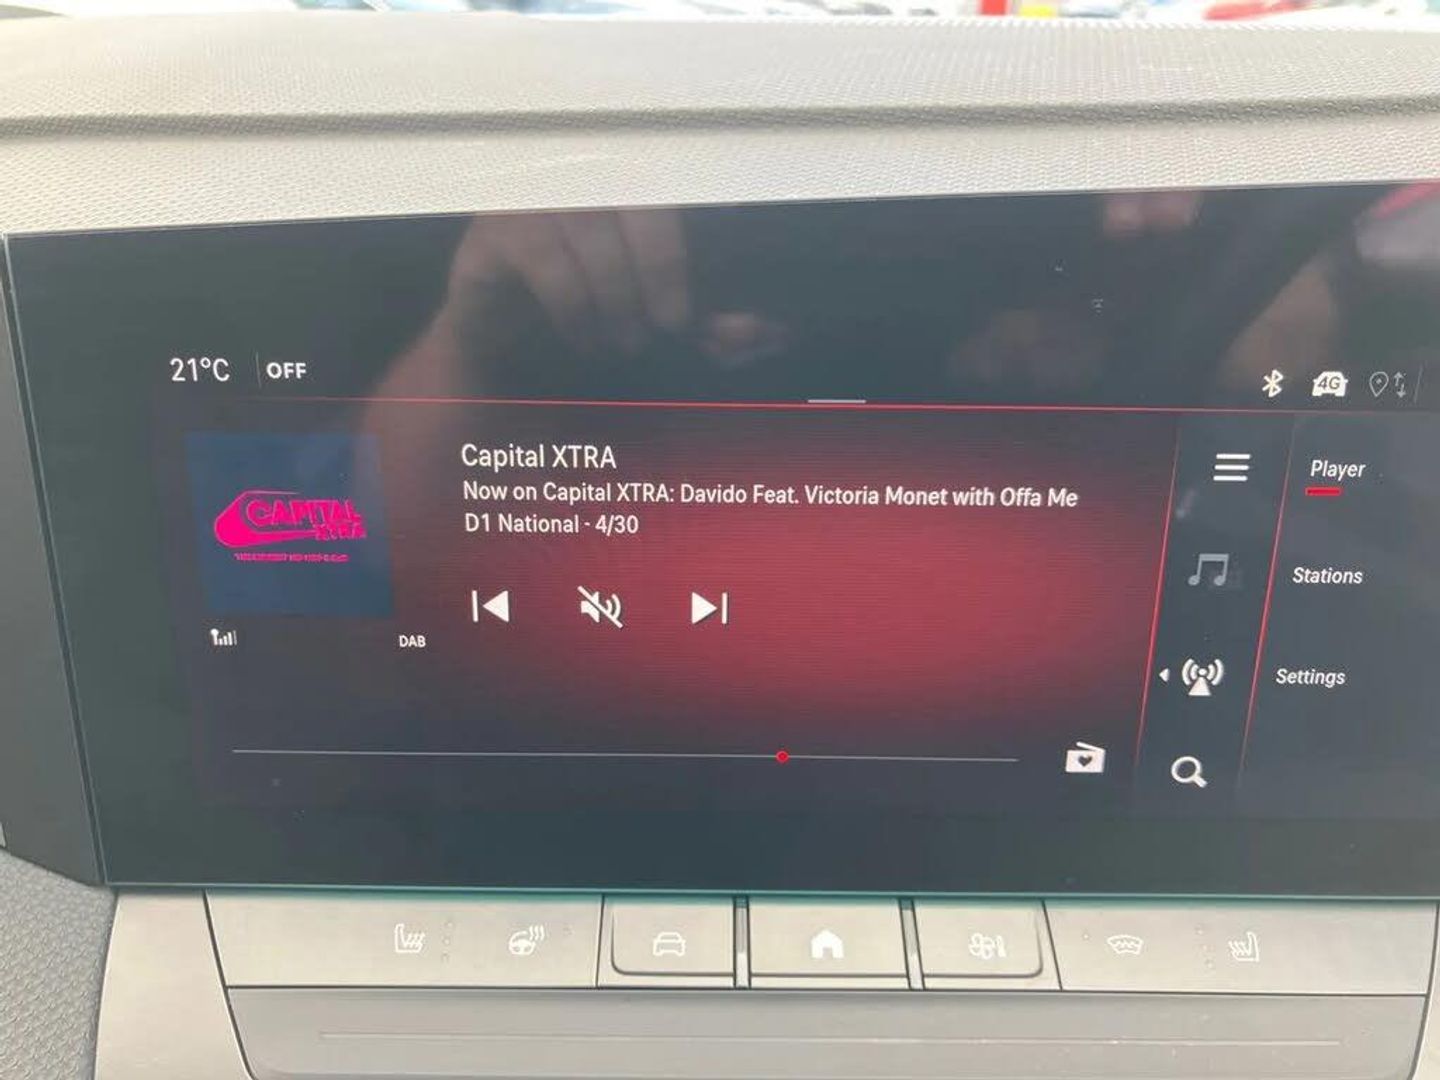 21°C OFF
4G
Capital XTRA
Now on Capital XTRA: Davido Feat. Victoria Monet with Offa Me
D1 National - 4/30
CAPITAL
XTRA
DAB
Player
Stations
Settings